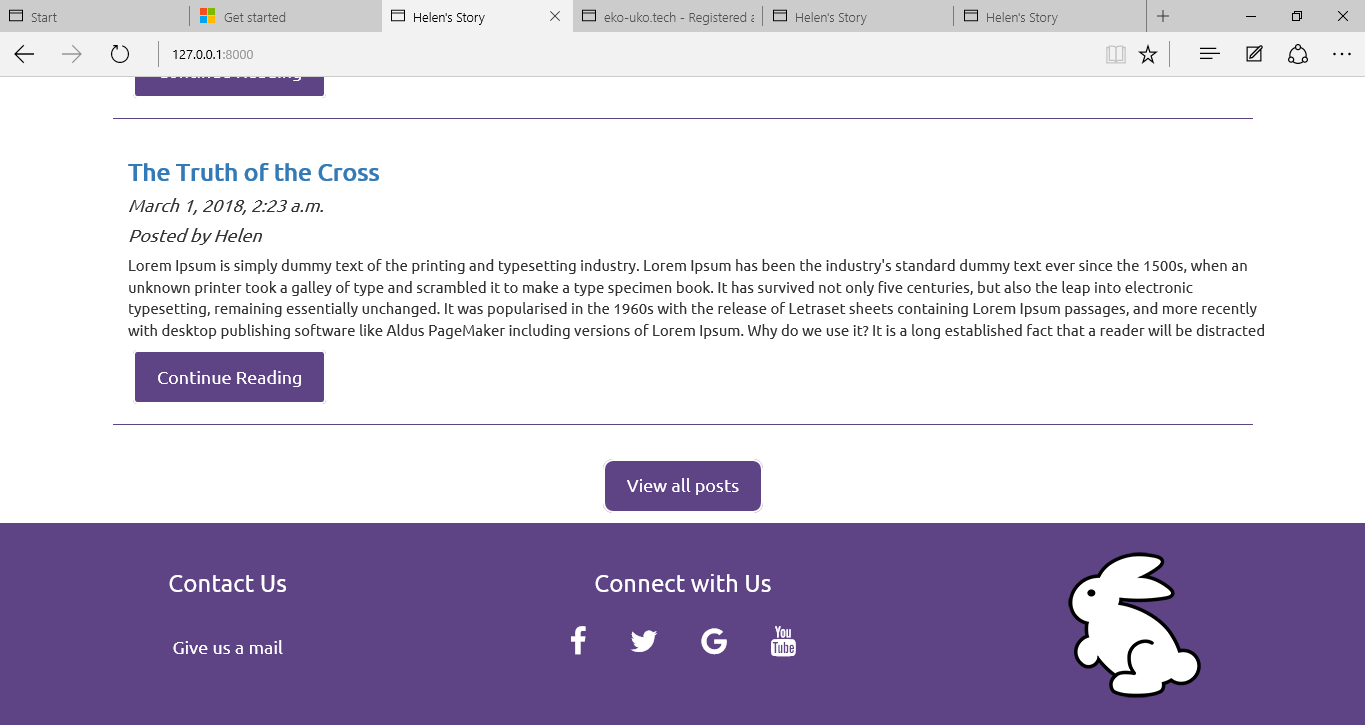 Start
Get started
Helen's Story
eko-uko.tech - Registered a
Helen's Story
Helen's Story
127.0.0.1:8000
Continue Reading
The Truth of the Cross
March 1, 2018, 2:23 a.m.
Posted by Helen
Lorem Ipsum is simply dummy text of the printing and typesetting industry. Lorem Ipsum has been the industry's standard dummy text ever since the 1500s, when an
unknown printer took a galley of type and scrambled it to make a type specimen book. It has survived not only five centuries, but also the leap into electronic
typesetting, remaining essentially unchanged. It was popularised in the 1960s with the release of Letraset sheets containing Lorem Ipsum passages, and more recently
with desktop publishing software like Aldus PageMaker including versions of Lorem Ipsum. Why do we use it? It is a long established fact that a reader will be distracted
Continue Reading
View all posts
Contact Us
Connect with Us
Give us a mail
You
Tube